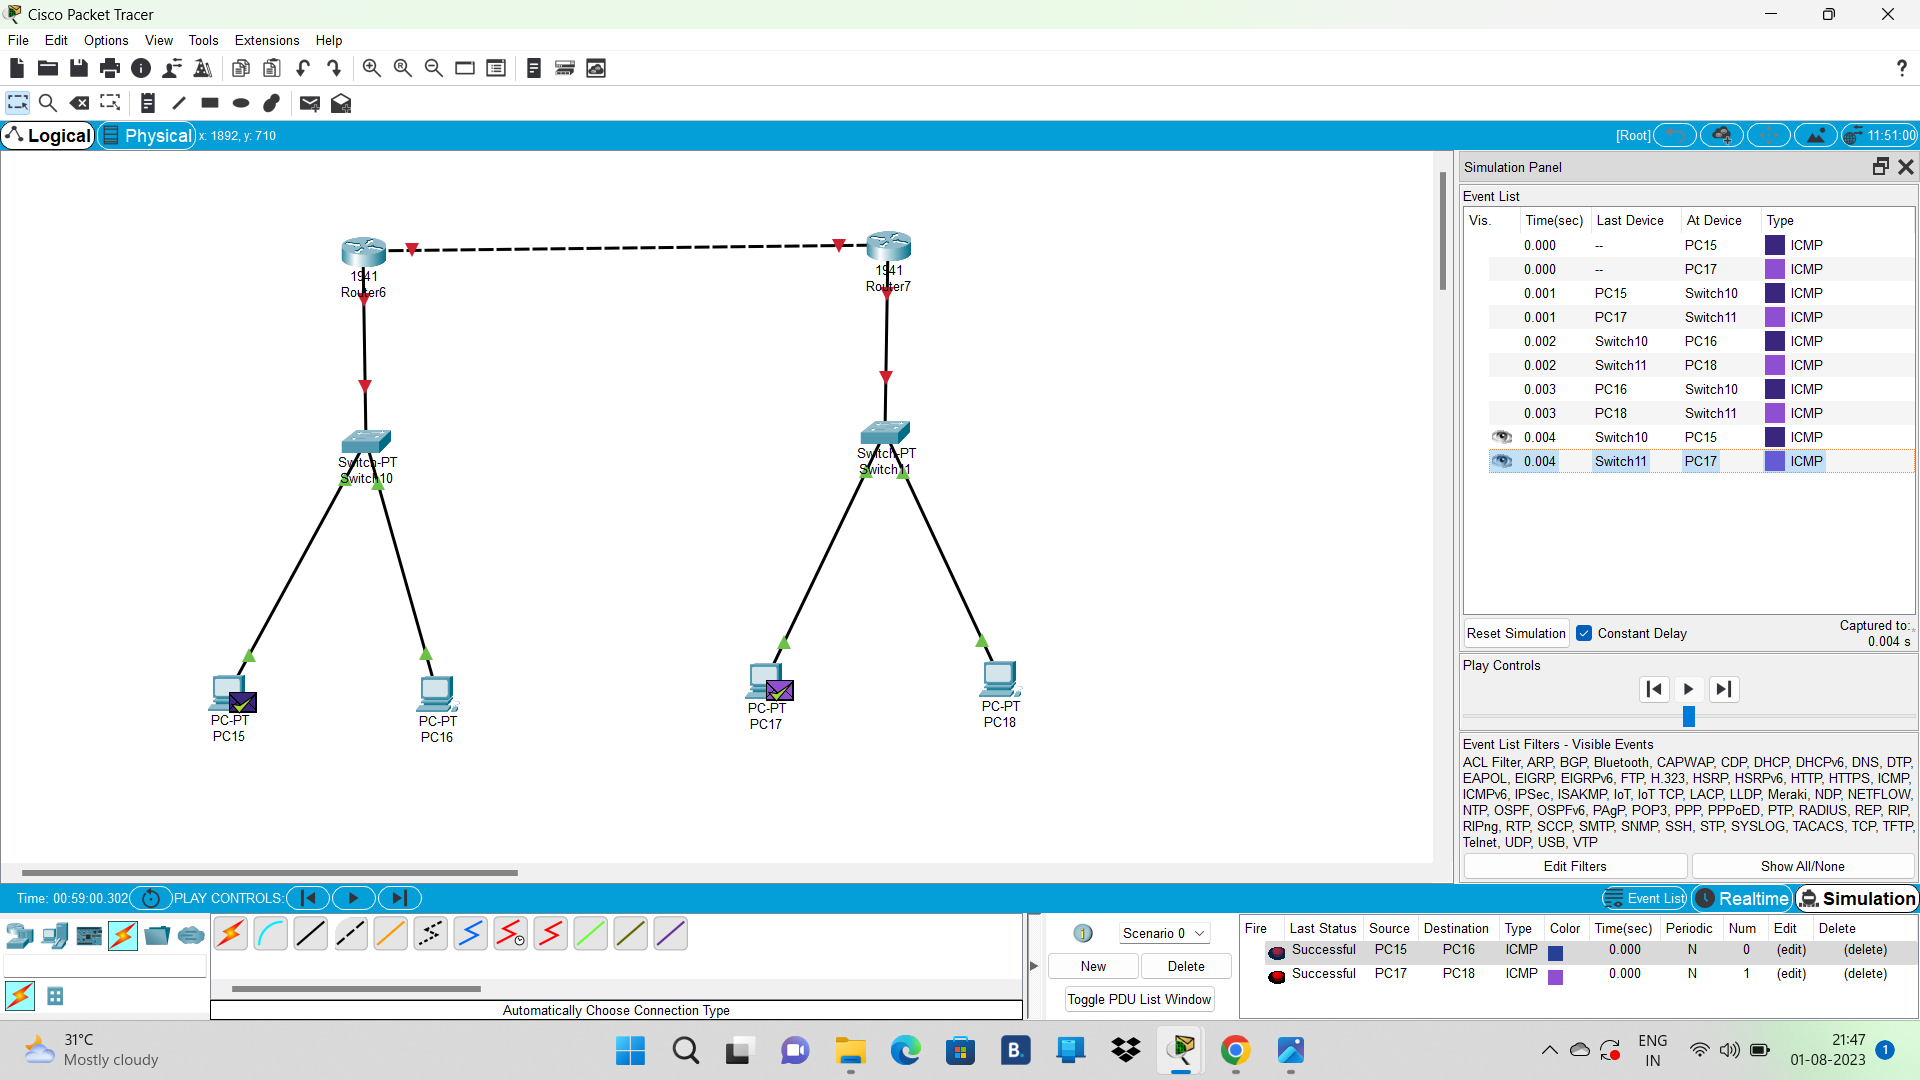 Cisco Packet Tracer
File Edit Options View Tools Extensions Help
?
Logical Physical x: 1892, y: 710
[Root] 11:51:00
1941
Router6
1941
Router7
Switch-PT
Switch10
Switch-PT
Switch11
PC-PT
PC15
PC-PT
PC16
PC-PT
PC17
PC-PT
PC18
Simulation Panel
Event List
Vis. Time(sec) Last Device At Device Type
0.000 -- PC15 ICMP
0.000 -- PC17 ICMP
0.001 PC15 Switch10 ICMP
0.001 PC17 Switch11 ICMP
0.002 Switch10 PC16 ICMP
0.002 Switch11 PC18 ICMP
0.003 PC16 Switch10 ICMP
0.003 PC18 Switch11 ICMP
0.004 Switch10 PC15 ICMP
0.004 Switch11 PC17 ICMP
Reset Simulation Constant Delay Captured to:
0.004 s
Play Controls
Event List Filters - Visible Events
ACL Filter, ARP, BGP, Bluetooth, CAPWAP, CDP, DHCP, DHCPv6, DNS, DTP,
EAPOL, EIGRP, EIGRPv6, FTP, H.323, HSRP, HSRPv6, HTTP, HTTPS, ICMP,
ICMPv6, IPSec, ISAKMP, IoT, IoT TCP, LACP, LLDP, Meraki, NDP, NETFLOW,
NTP, OSPF, OSPFv6, PAgP, POP3, PPP, PPPoED, PTP, RADIUS, REP, RIP,
RIPng, RTP, SCCP, SMTP, SNMP, SSH, STP, SYSLOG, TACACS, TCP, TFTP,
Telnet, UDP, USB, VTP
Edit Filters Show All/None
Time: 00:59:00.302 PLAY CONTROLS: Event List Realtime Simulation
Automatically Choose Connection Type
1 Scenario 0
New Delete
Toggle PDU List Window
Fire Last Status Source Destination Type Color Time(sec) Periodic Num Edit Delete
Successful PC15 PC16 ICMP 0.000 N 0 (edit) (delete)
Successful PC17 PC18 ICMP 0.000 N 1 (edit) (delete)
31°C
Mostly cloudy
B.
ENG
IN
21:47
01-08-2023
1